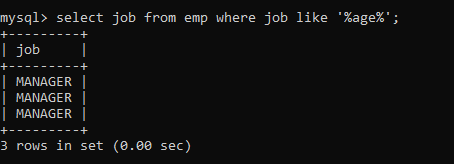 mysql> select job from emp where job like '%age%';
+---------+
| job     |
+---------+
| MANAGER |
| MANAGER |
| MANAGER |
+---------+
3 rows in set (0.00 sec)